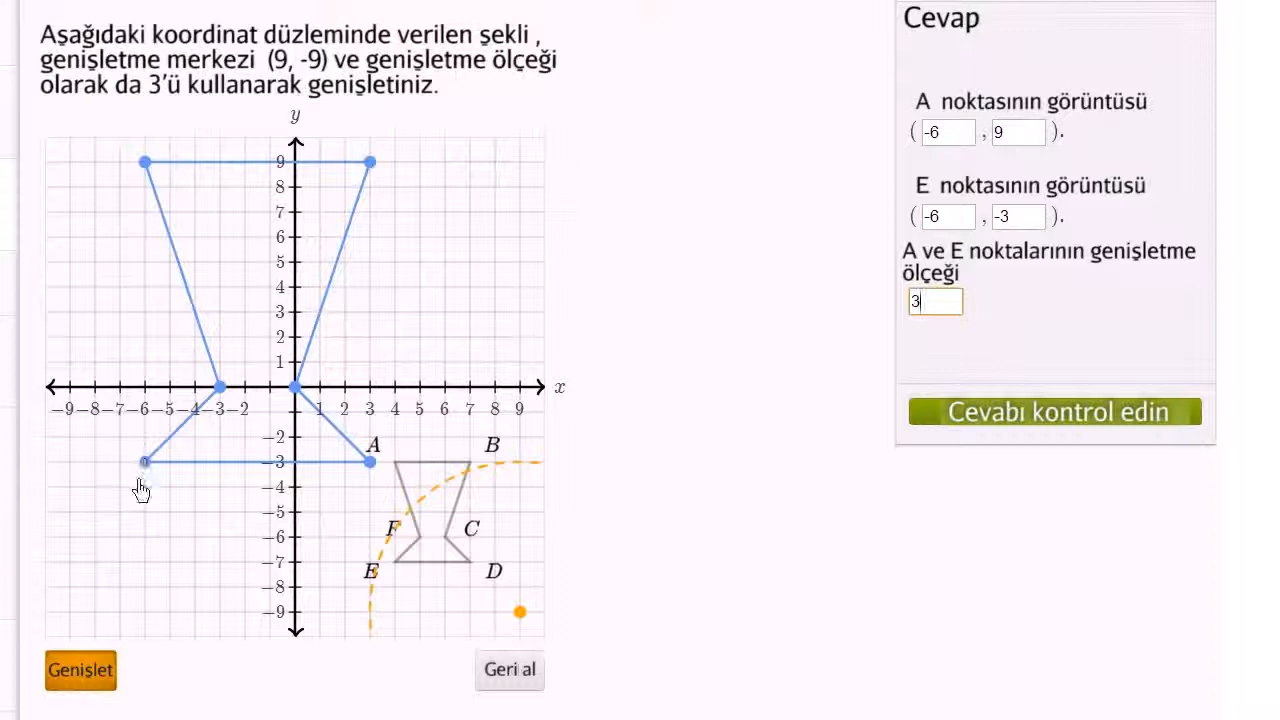 Aşağıdaki koordinat düzleminde verilen şekli ,
genişletme merkezi (9, -9) ve genişletme ölçeği
olarak da 3'ü kullanarak genişletiniz.
y
9
8
7
6
5
4
3
2
1
x
−9 −8 −7 −6 −5 −4 −3 −2 1 2 3 4 5 6 7 8 9
−2
−3
−4
−5
−6
−7
−8
−9
A B
F C
E D
Genişlet Geri al
Cevap
A noktasının görüntüsü
( -6 , 9 ).
E noktasının görüntüsü
( -6 , -3 ).
A ve E noktalarının genişletme
ölçeği
3
Cevabı kontrol edin